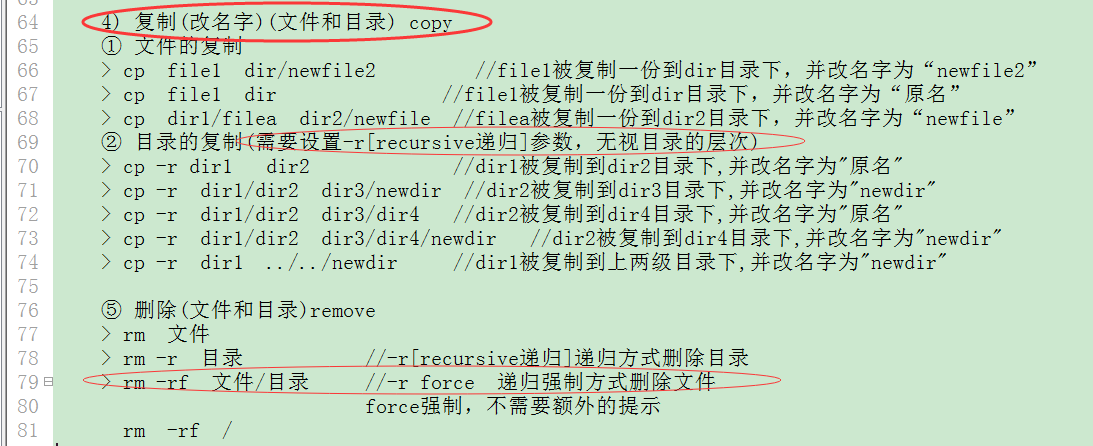 64 4) 复制(改名字)(文件和目录) copy
65 ① 文件的复制
66 > cp  file1  dir/newfile2         //file1被复制一份到dir目录下，并改名字为“newfile2”
67 > cp  file1  dir               //file1被复制一份到dir目录下，并改名字为“原名”
68 > cp  dir1/filea  dir2/newfile  //filea被复制一份到dir2目录下，并改名字为“newfile”
69 ② 目录的复制(需要设置-r[recursive递归]参数，无视目录的层次)
70 > cp -r dir1   dir2             //dir1被复制到dir2目录下,并改名字为"原名"
71 > cp -r  dir1/dir2  dir3/newdir  //dir2被复制到dir3目录下,并改名字为"newdir"
72 > cp -r  dir1/dir2  dir3/dir4   //dir2被复制到dir4目录下,并改名字为"原名"
73 > cp -r  dir1/dir2  dir3/dir4/newdir   //dir2被复制到dir4目录下,并改名字为"newdir"
74 > cp -r  dir1  ../../newdir     //dir1被复制到上两级目录下,并改名字为"newdir"
75
76 ⑤ 删除(文件和目录)remove
77 > rm  文件
78 > rm -r  目录           //-r[recursive递归]递归方式删除目录
79 > rm -rf  文件/目录     //-r force  递归强制方式删除文件
80 force强制，不需要额外的提示
81 rm  -rf  /